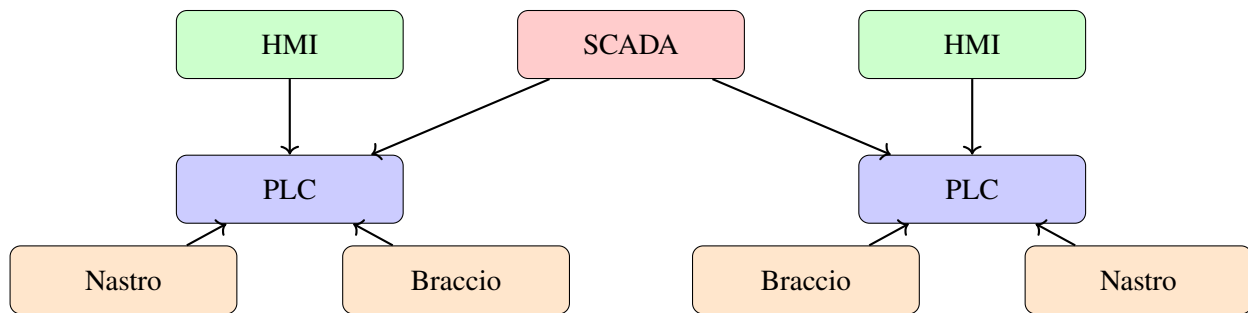 HMI
SCADA
HMI
PLC
PLC
Nastro
Braccio
Braccio
Nastro